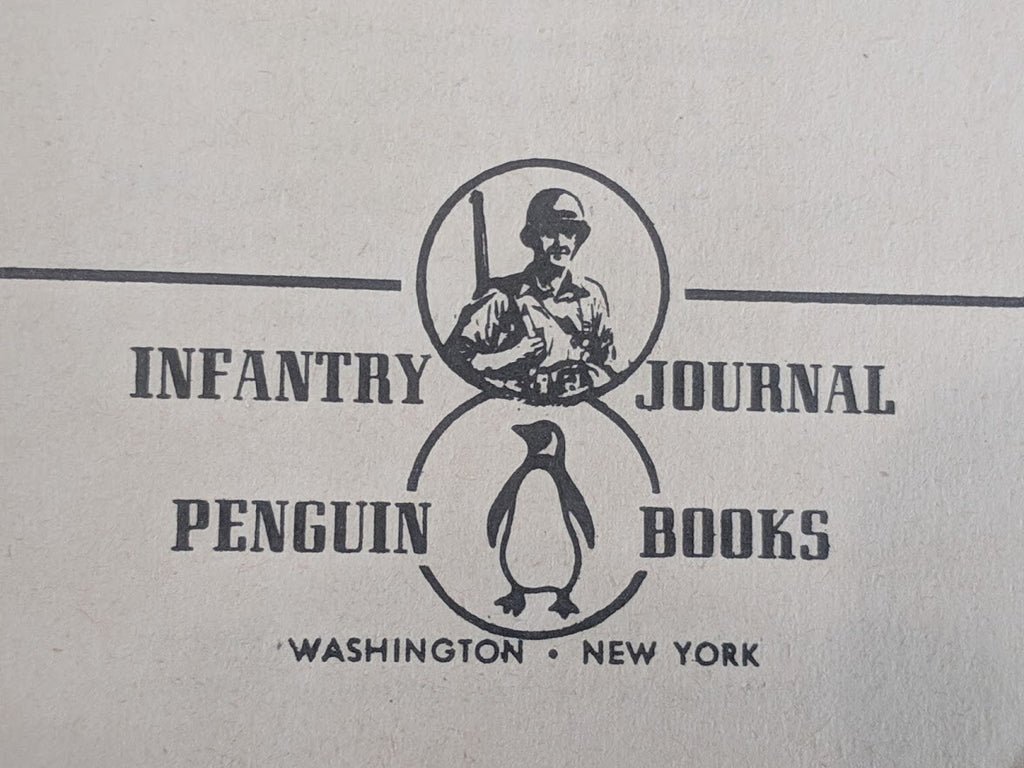 INFANTRY JOURNAL
PENGUIN BOOKS
WASHINGTON · NEW YORK